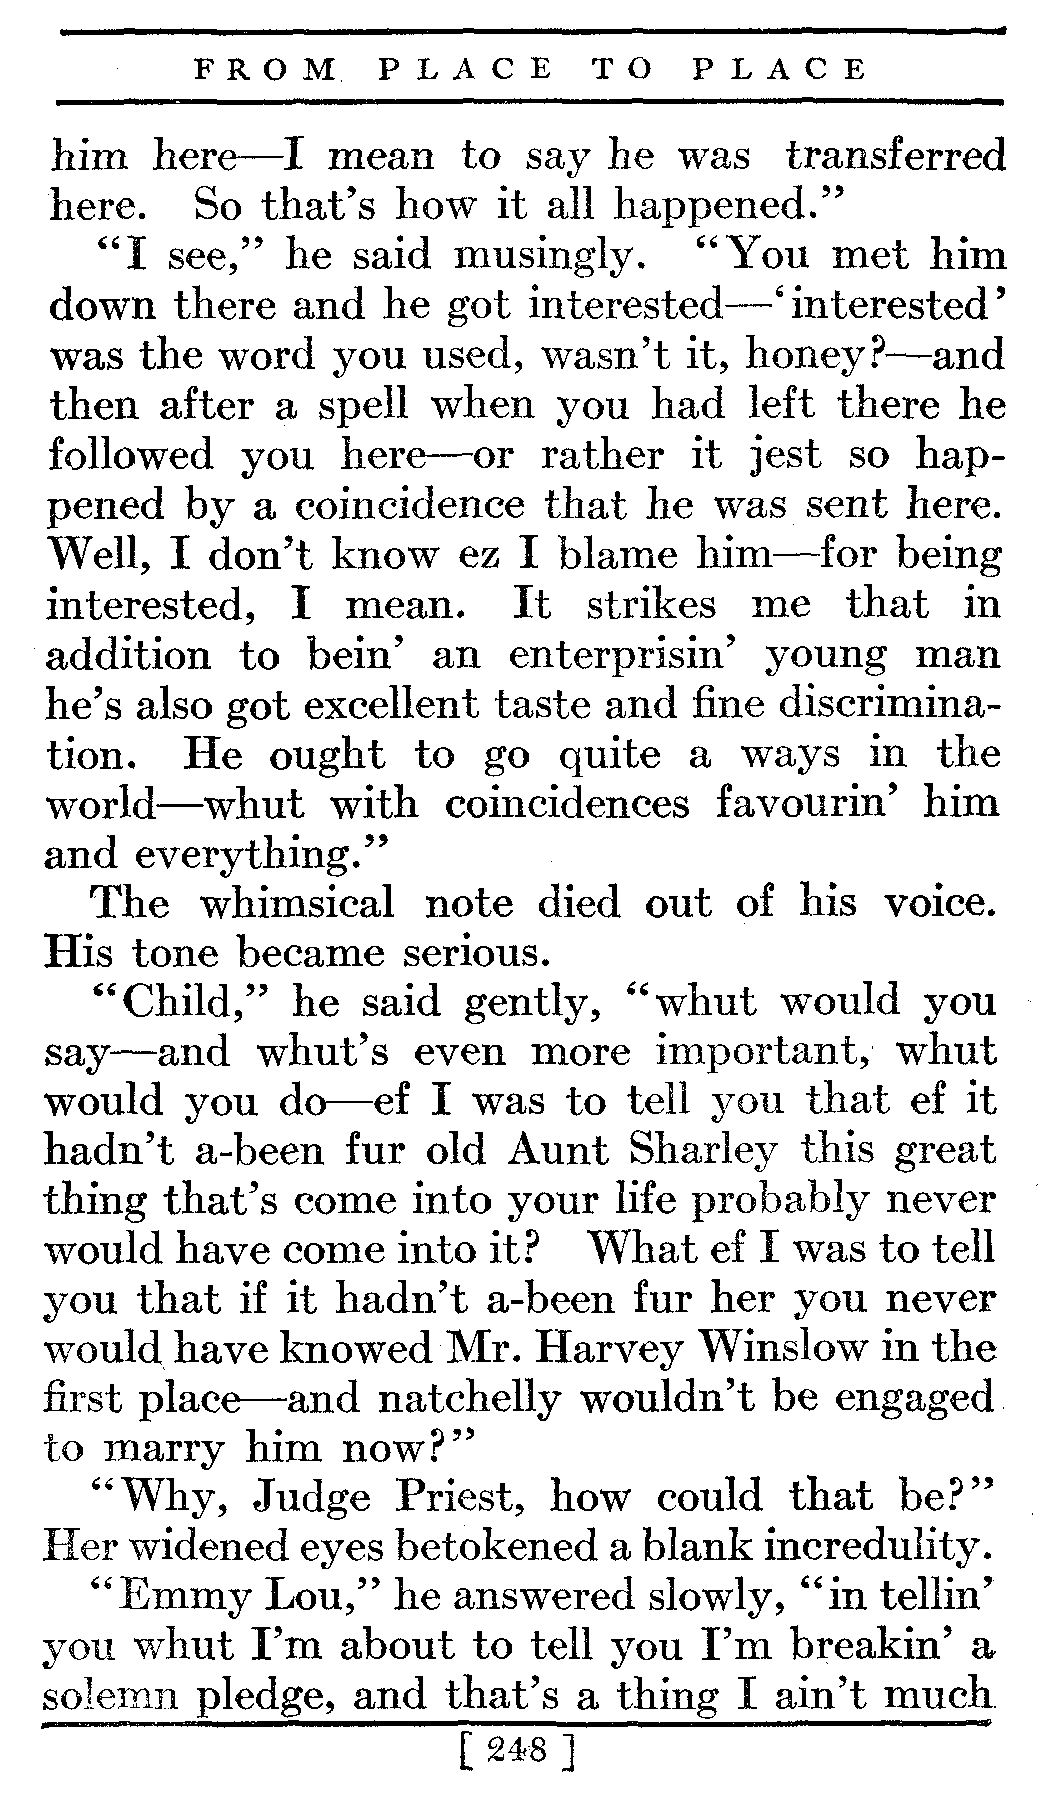 FROM PLACE TO PLACE
him here—I mean to say he was transferred
here. So that's how it all happened."
"I see," he said musingly. "You met him
down there and he got interested—'interested'
was the word you used, wasn't it, honey?—and
then after a spell when you had left there he
followed you here—or rather it jest so hap-
pened by a coincidence that he was sent here.
Well, I don't know ez I blame him—for being
interested, I mean. It strikes me that in
addition to bein' an enterprisin' young man
he's also got excellent taste and fine discrimina-
tion. He ought to go quite a ways in the
world—whut with coincidences favourin' him
and everything."
The whimsical note died out of his voice.
His tone became serious.
"Child," he said gently, "whut would you
say—and whut's even more important, whut
would you do—ef I was to tell you that ef it
hadn't a-been fur old Aunt Sharley this great
thing that's come into your life probably never
would have come into it? What ef I was to tell
you that if it hadn't a-been fur her you never
would have knowed Mr. Harvey Winslow in the
first place—and natchelly wouldn't be engaged
to marry him now?"
"Why, Judge Priest, how could that be?"
Her widened eyes betokened a blank incredulity.
"Emmy Lou," he answered slowly, "in tellin'
you whut I'm about to tell you I'm breakin' a
solemn pledge, and that's a thing I ain't much
[ 248 ]